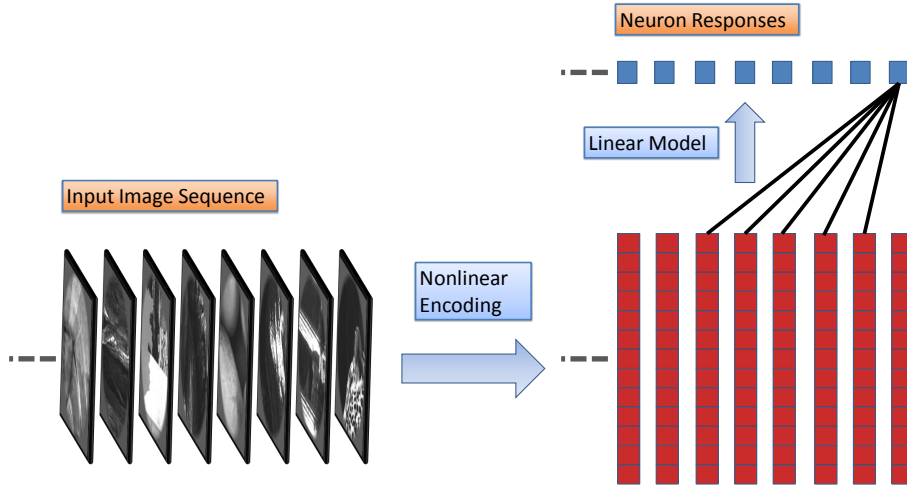 Neuron Responses
Linear Model
Input Image Sequence
Nonlinear
Encoding